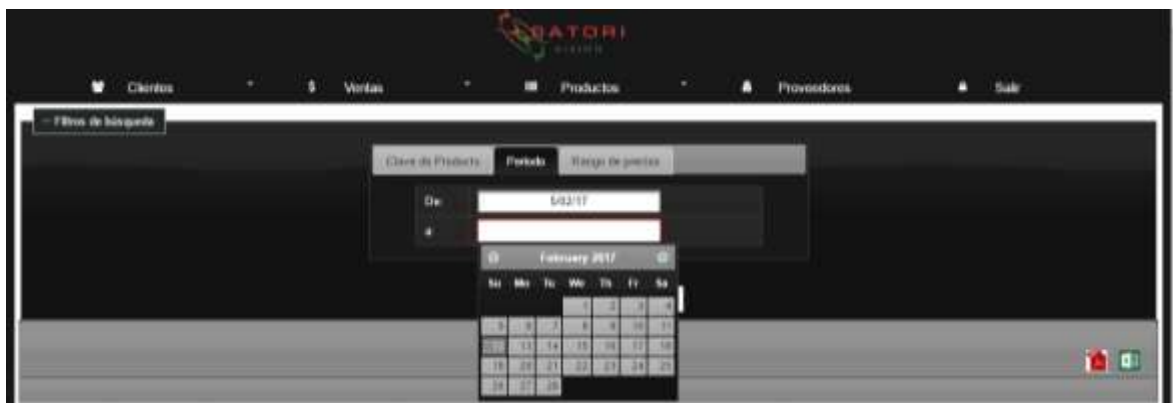 SATORI
VISION
Clientes $ Ventas Productos Proveedores Salir
Filtros de búsqueda
Clave de Producto Periodo Rango de precios
De: 5/02/17
a
February 2017
Su Mo Tu We Th Fr Sa
1 2 3 4
5 6 7 8 9 10 11
12 13 14 15 16 17 18
19 20 21 22 23 24 25
26 27 28